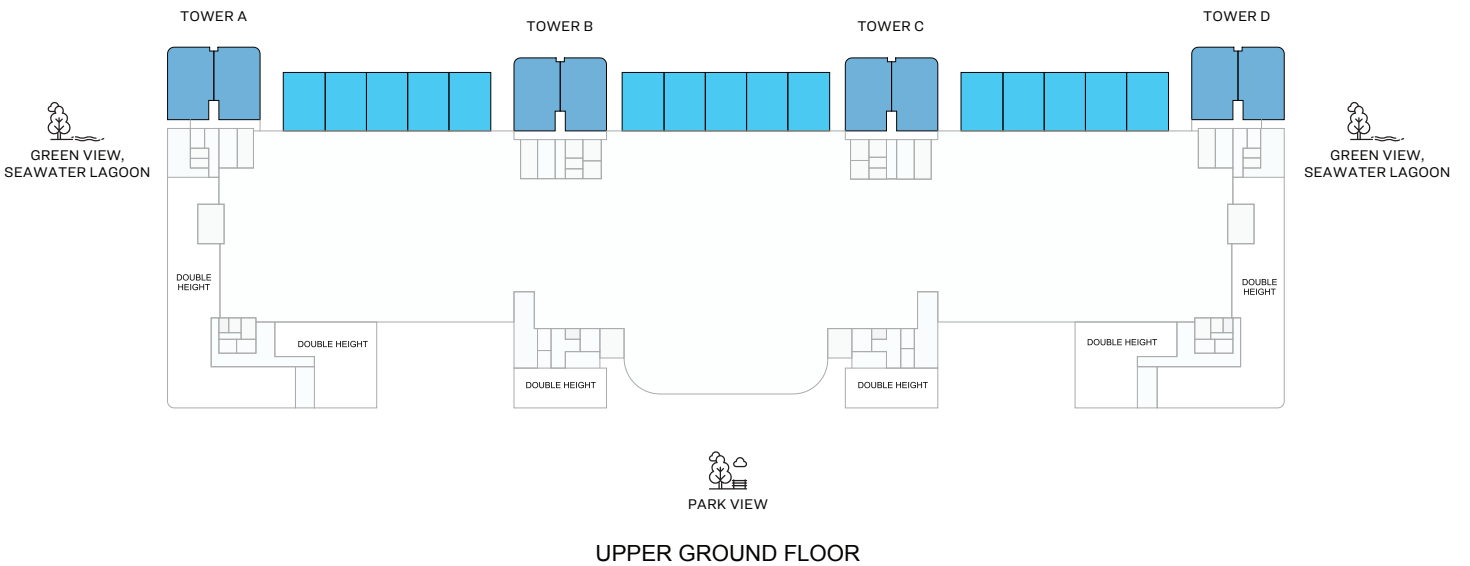 TOWER A
TOWER B
TOWER C
TOWER D
GREEN VIEW,
SEAWATER LAGOON
GREEN VIEW,
SEAWATER LAGOON
DOUBLE
HEIGHT
DOUBLE
HEIGHT
DOUBLE HEIGHT
DOUBLE HEIGHT
DOUBLE HEIGHT
DOUBLE HEIGHT
PARK VIEW
UPPER GROUND FLOOR